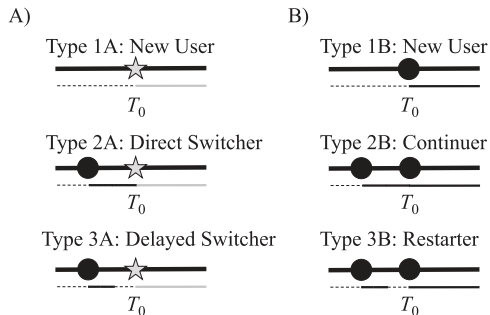 A)
Type 1A: New User
T0
Type 2A: Direct Switcher
T0
Type 3A: Delayed Switcher
T0
B)
Type 1B: New User
T0
Type 2B: Continuer
T0
Type 3B: Restarter
T0